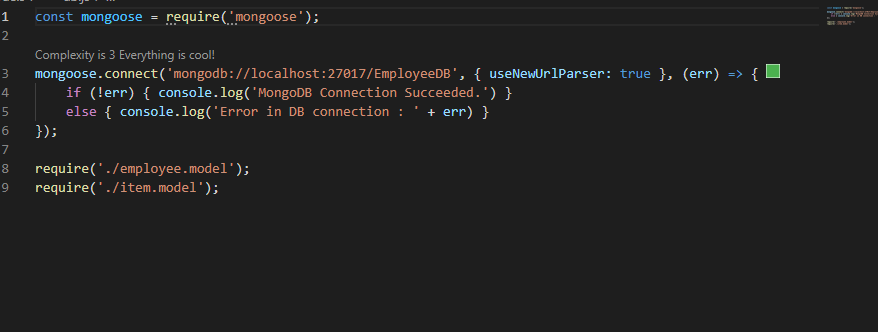 1 const mongoose = require('mongoose');
2
Complexity is 3 Everything is cool!
3 mongoose.connect('mongodb://localhost:27017/EmployeeDB', { useNewUrlParser: true }, (err) => {
4 if (!err) { console.log('MongoDB Connection Succeeded.') }
5 else { console.log('Error in DB connection : ' + err) }
6 });
7
8 require('./employee.model');
9 require('./item.model');